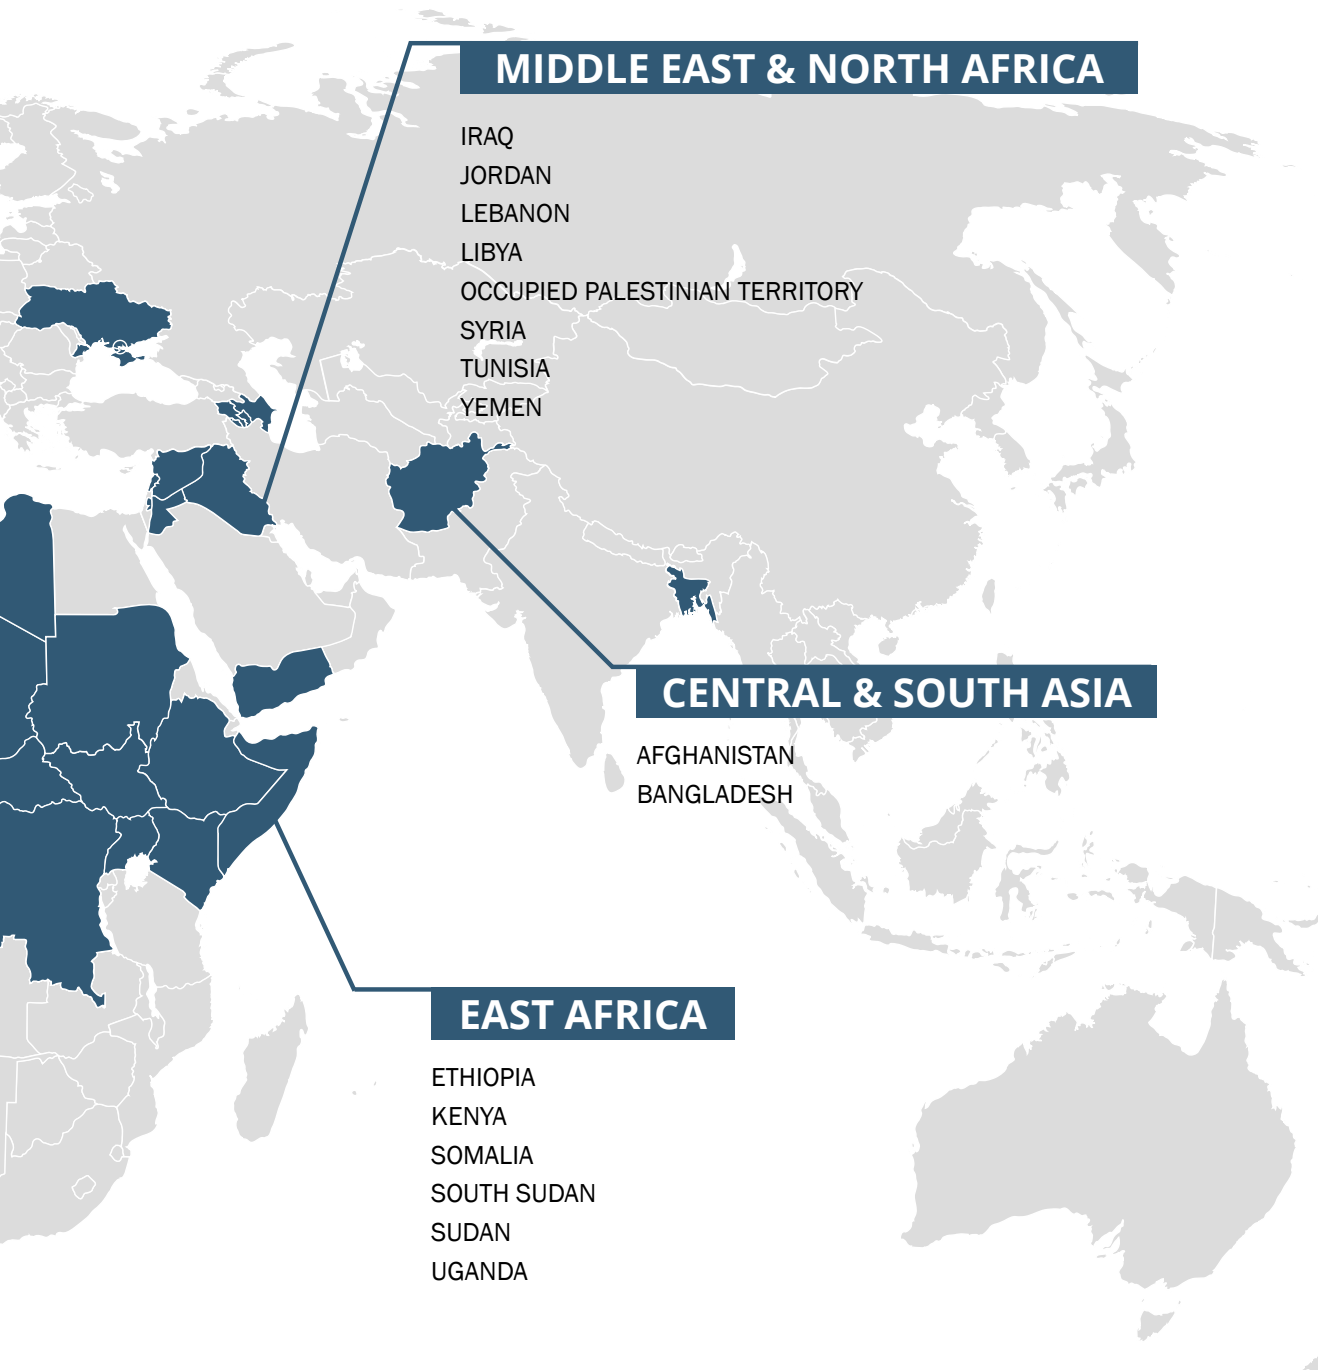 MIDDLE EAST & NORTH AFRICA
IRAQ
JORDAN
LEBANON
LIBYA
OCCUPIED PALESTINIAN TERRITORY
SYRIA
TUNISIA
YEMEN
CENTRAL & SOUTH ASIA
AFGHANISTAN
BANGLADESH
EAST AFRICA
ETHIOPIA
KENYA
SOMALIA
SOUTH SUDAN
SUDAN
UGANDA